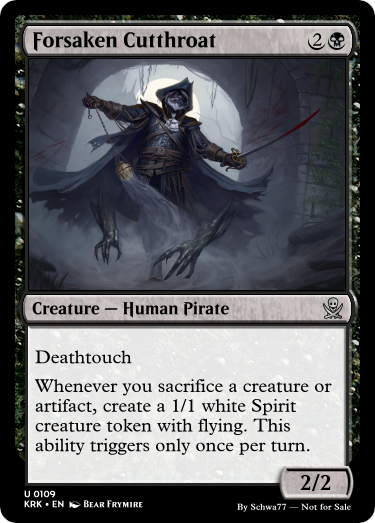 Forsaken Cutthroat 2
Creature — Human Pirate
Deathtouch
Whenever you sacrifice a creature or
artifact, create a 1/1 white Spirit
creature token with flying. This
ability triggers only once per turn.
2/2
U 0109
KRK • EN Bear Frymire
By Schwa77 — Not for Sale